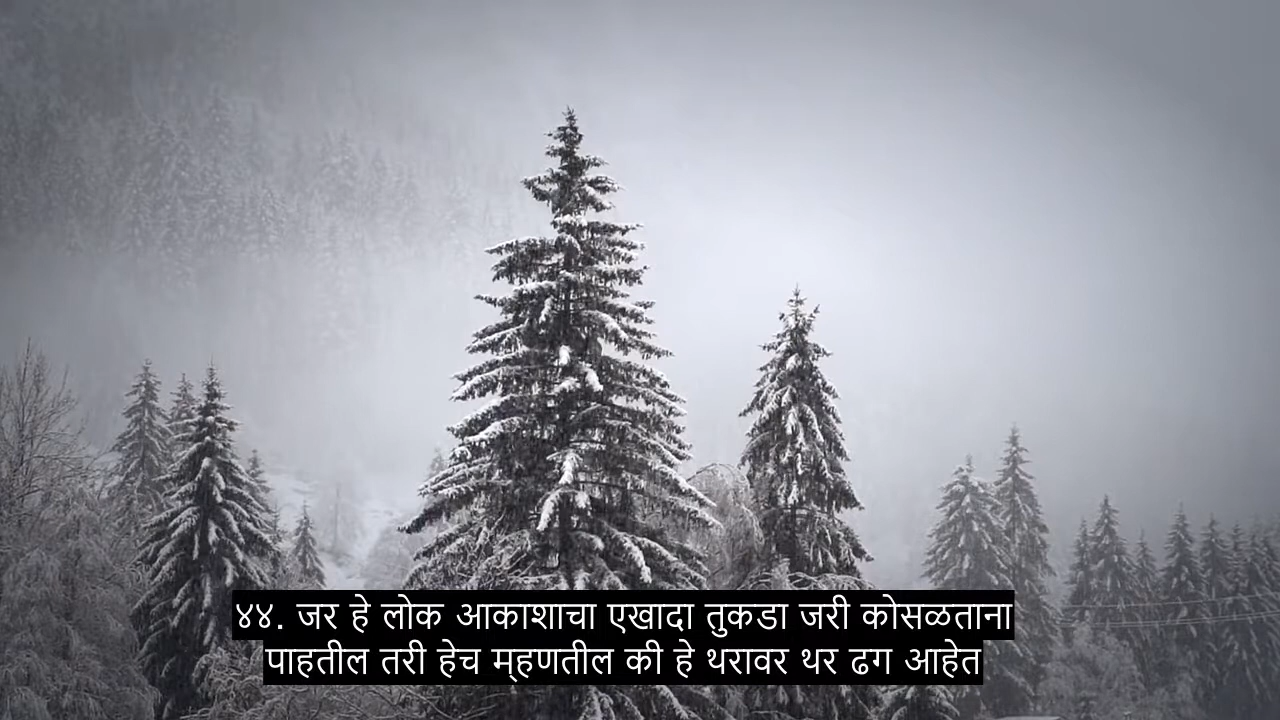 ४४. जर हे लोक आकाशाचा एखादा तुकडा जरी कोसळताना
पाहतील तरी हेच म्हणतील की हे थरावर थर ढग आहेत